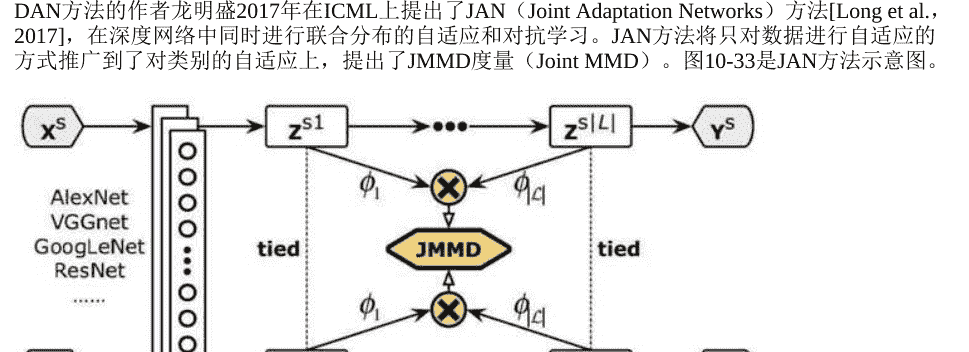 DAN方法的作者龙明盛2017年在ICML上提出了JAN（Joint Adaptation Networks）方法[Long et al.，
2017]，在深度网络中同时进行联合分布的自适应和对抗学习。JAN方法将只对数据进行自适应的
方式推广到了对类别的自适应上，提出了JMMD度量（Joint MMD）。图10-33是JAN方法示意图。
Xs Zs1 Zs|L| Ys
ϕ1 ϕ|ℒ|
AlexNet
VGGnet
GoogLeNet
ResNet
......
tied JMMD tied
ϕ1 ϕ|ℒ|